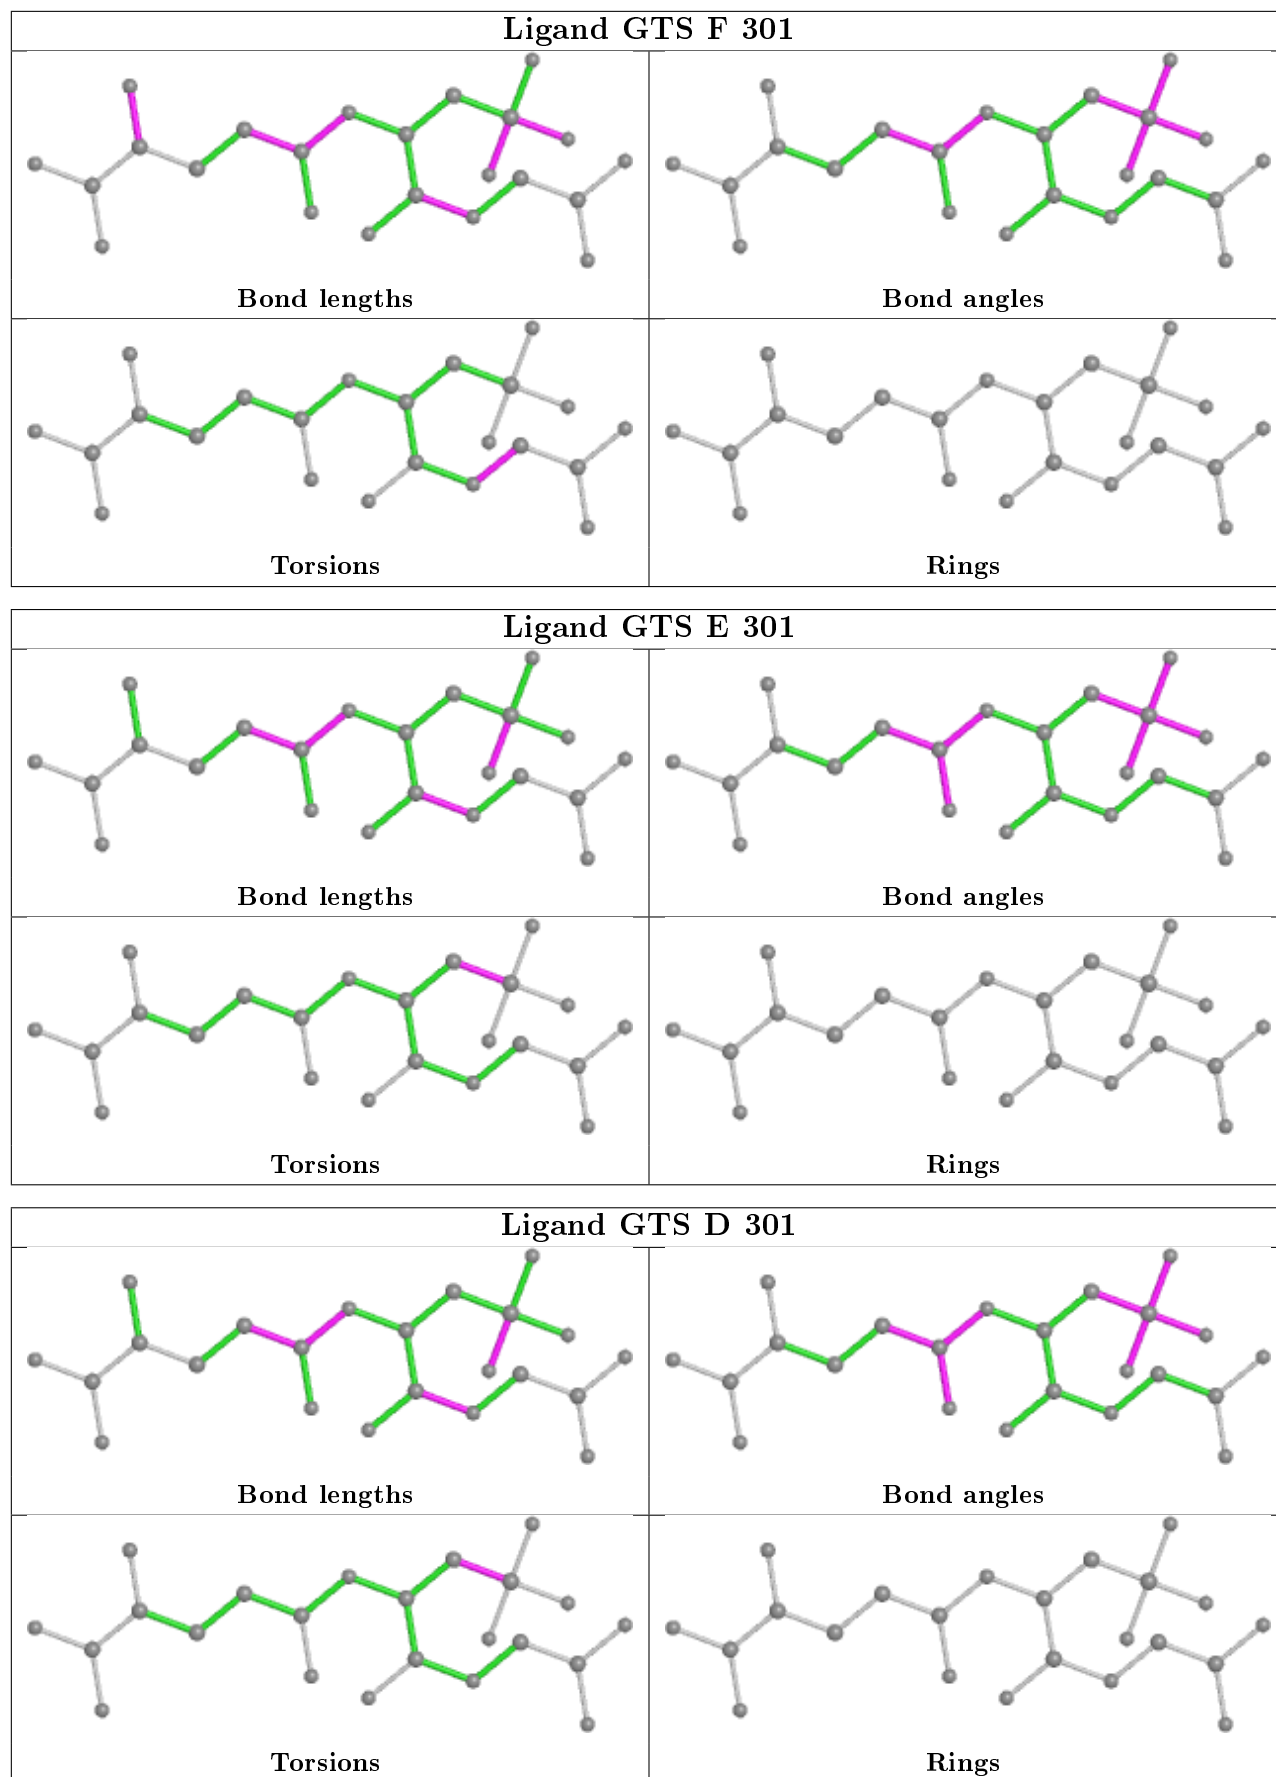 Ligand GTS F 301
Bond lengths
Bond angles
Torsions
Rings
Ligand GTS E 301
Bond lengths
Bond angles
Torsions
Rings
Ligand GTS D 301
Bond lengths
Bond angles
Torsions
Rings